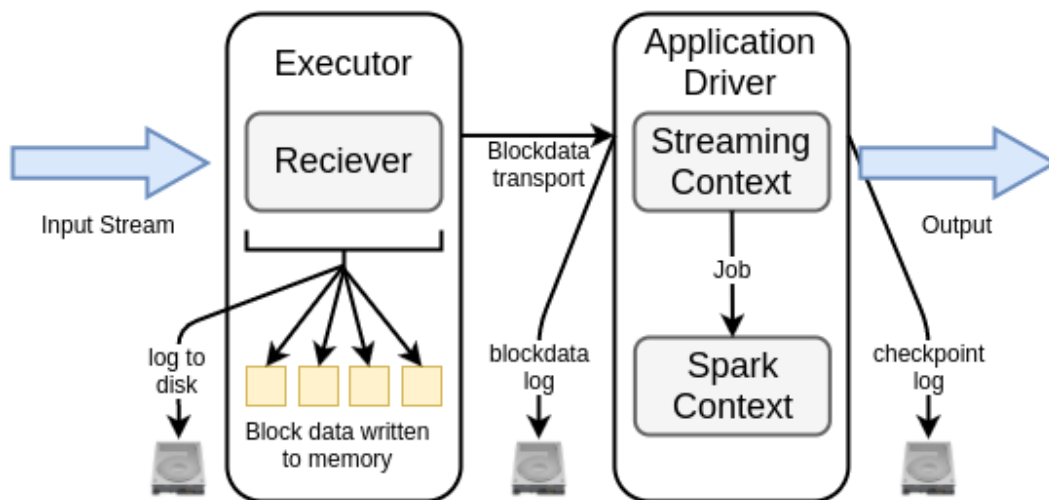 Executor
Reciever
Input Stream
log to
disk
Block data written
to memory
Blockdata
transport
blockdata
log
Application
Driver
Streaming
Context
Job
Spark
Context
Output
checkpoint
log